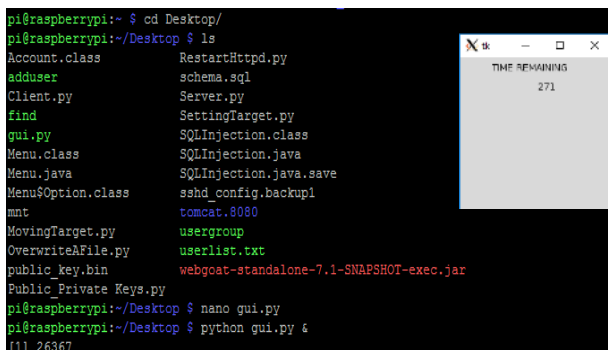 pi@raspberrypi:~ $ cd Desktop/
pi@raspberrypi:~/Desktop $ ls
Account.class RestartHttpd.py
adduser schema.sql
Client.py Server.py
find SettingTarget.py
gui.py SQLInjection.class
Menu.class SQLInjection.java
Menu.java SQLInjection.java.save
Menu$Option.class sshd_config.backup1
mnt tomcat.8080
MovingTarget.py usergroup
OverwriteAFile.py userlist.txt
public_key.bin webgoat-standalone-7.1-SNAPSHOT-exec.jar
Public_Private Keys.py
pi@raspberrypi:~/Desktop $ nano gui.py
pi@raspberrypi:~/Desktop $ python gui.py &
[1] 26367
tk
TIME REMAINING
271